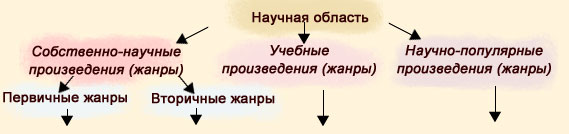 Научная область
Собственно-научные
произведения (жанры)
Учебные
произведения (жанры)
Научно-популярные
произведения (жанры)
Первичные жанры
Вторичные жанры